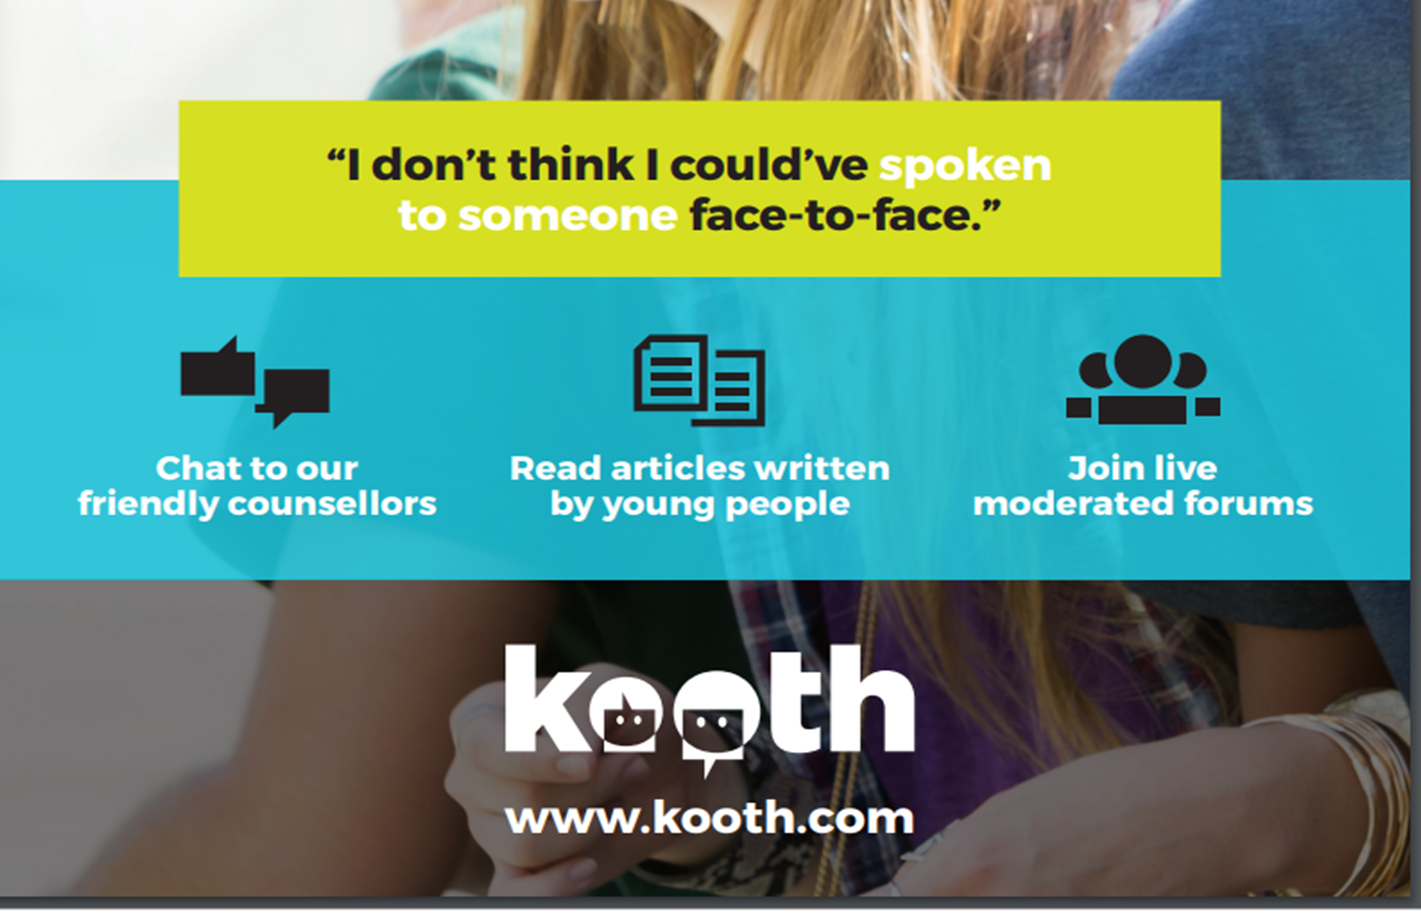 “I don’t think I could’ve spoken
to someone face-to-face.”
Chat to our
friendly counsellors
Read articles written
by young people
Join live
moderated forums
kooth
www.kooth.com